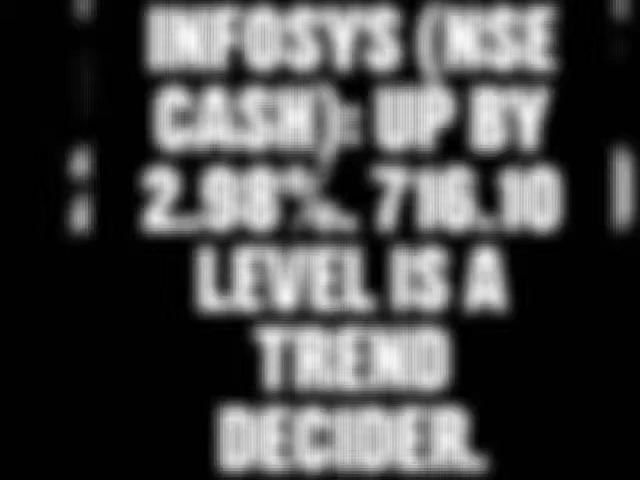 INFOSYS (NSE
CASH): UP BY
2.98%. 716.10
LEVEL IS A
TREND
DECIDER.